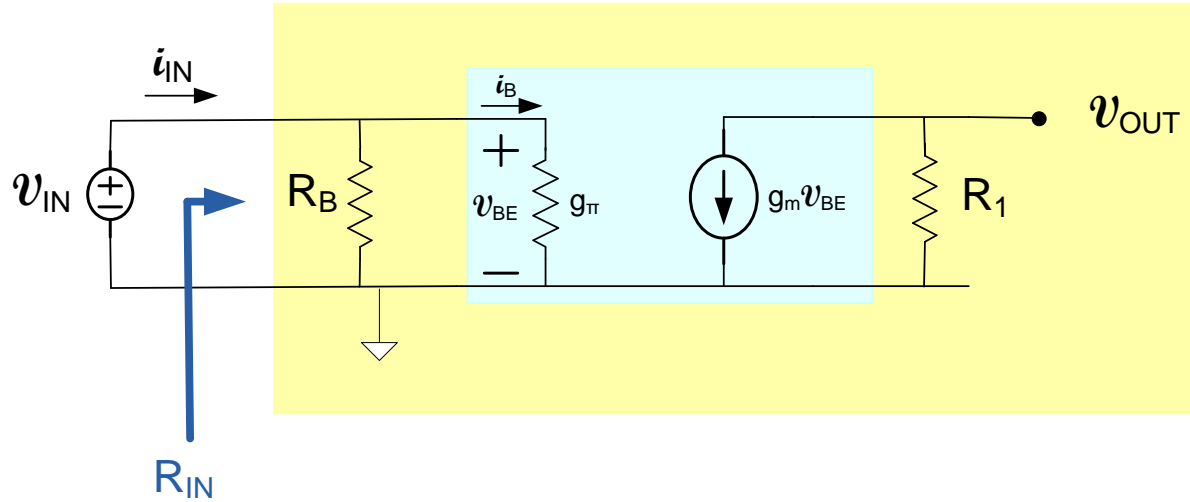 i_IN
i_B
v_IN
+
−
R_B
+
v_BE
−
g_π
g_m v_BE
R_1
v_OUT
R_IN